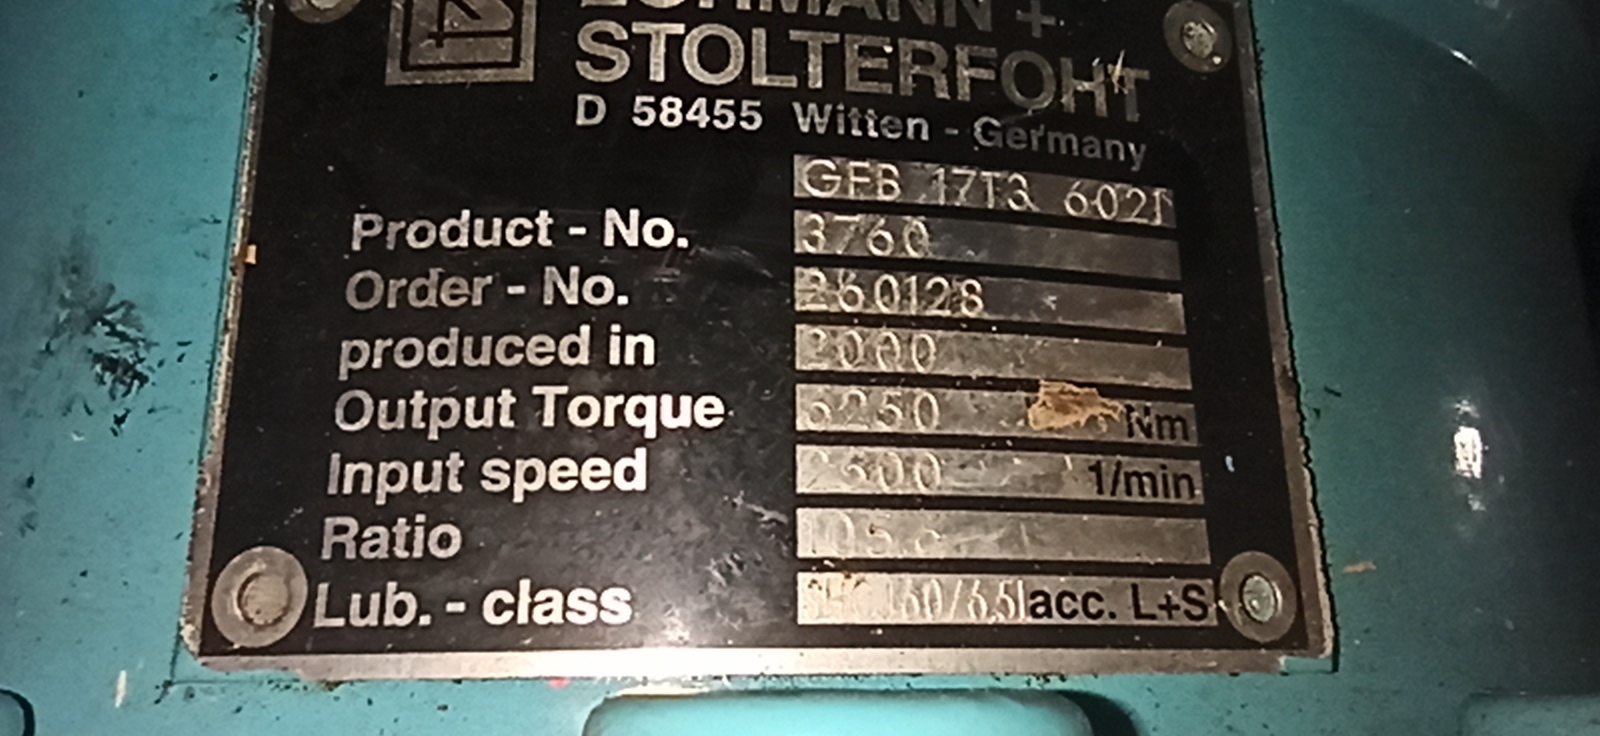 LOHMANN +
STOLTERFOHT
D 58455 Witten - Germany
GFB 17T3 6021
Product - No. 3760
Order - No. 260128
produced in 2000
Output Torque Nm
Input speed 1/min
Ratio
Lub. - class acc. L+S